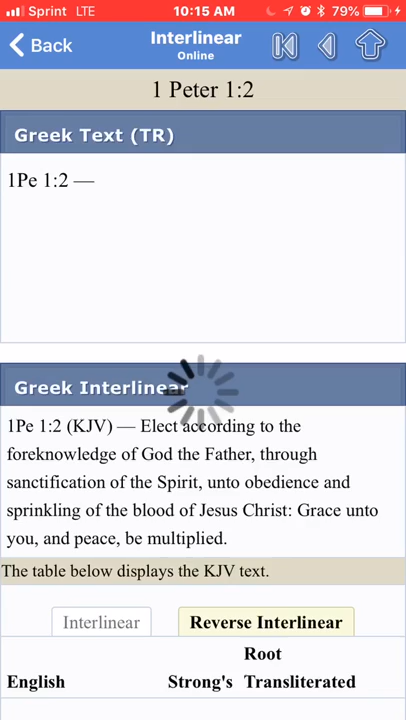 Sprint LTE 10:15 AM 79%
Back Interlinear
Online
1 Peter 1:2
Greek Text (TR)
1Pe 1:2 —
Greek Interlinear
1Pe 1:2 (KJV) — Elect according to the
foreknowledge of God the Father, through
sanctification of the Spirit, unto obedience and
sprinkling of the blood of Jesus Christ: Grace unto
you, and peace, be multiplied.
The table below displays the KJV text.
Interlinear Reverse Interlinear
Root
English Strong's Transliterated